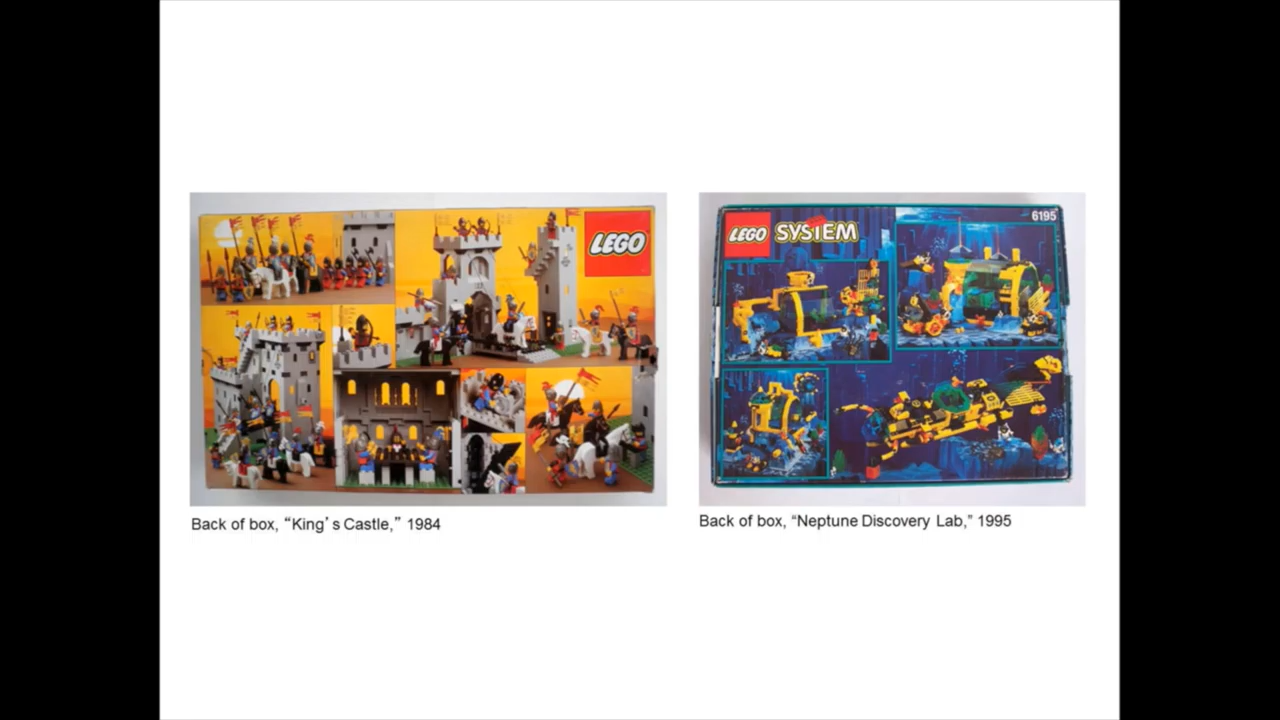 LEGO
LEGO SYSTEM
6195
Back of box, “King’s Castle,” 1984
Back of box, “Neptune Discovery Lab,” 1995